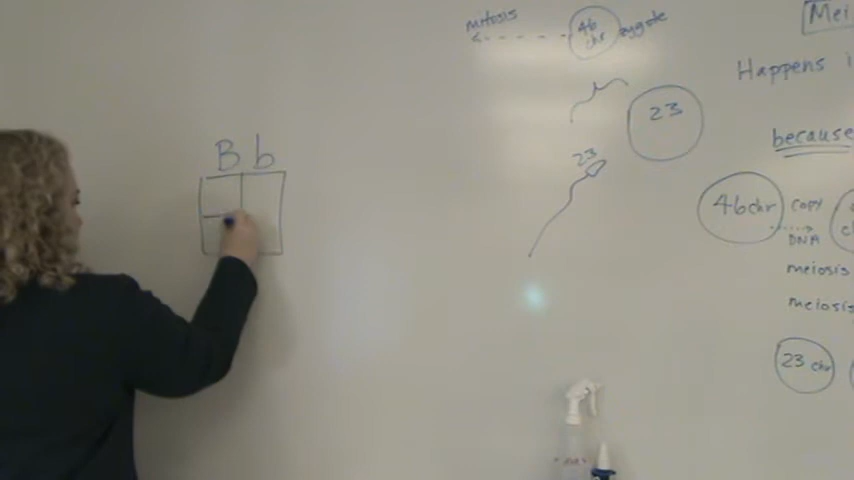 B b
mitosis
46
chr
zygote
23
23
Mei
Happens i
because
46chr
copy
DNA
meiosis
meiosis
23 chr